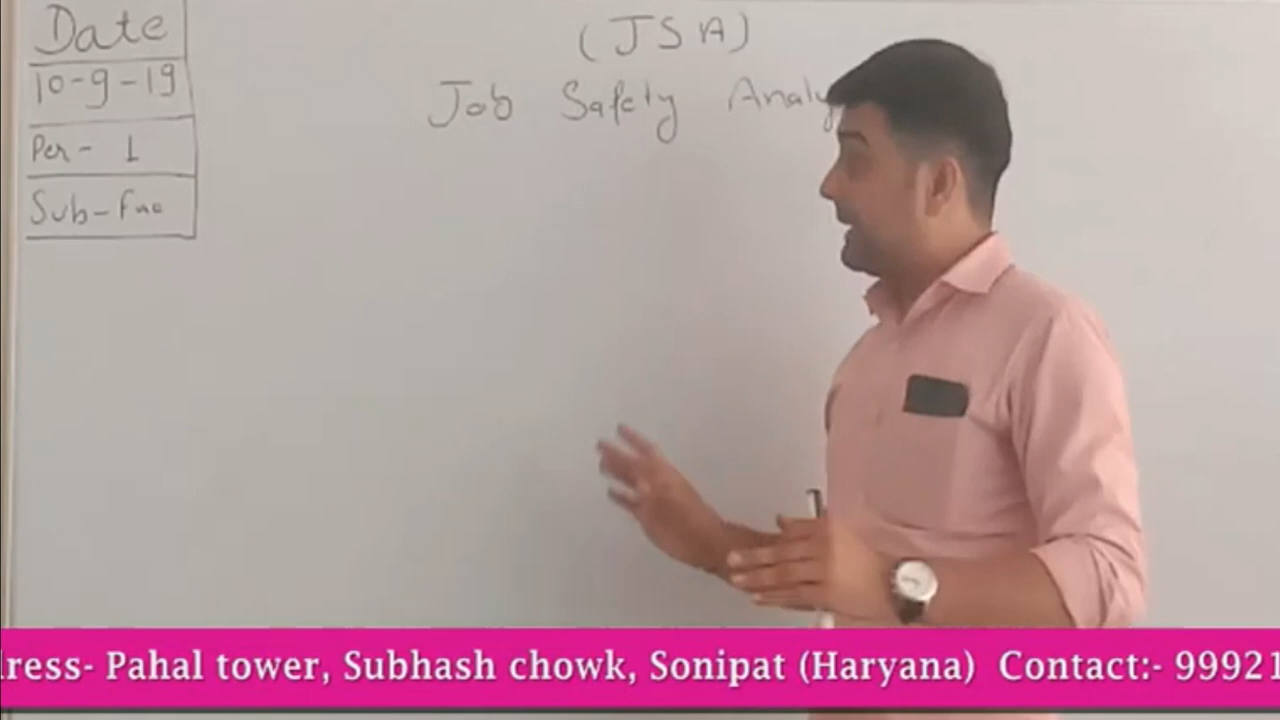 Date
10-9-19
Per- 1
Sub-
(JSA)
Job Safety Analy
ress- Pahal tower, Subhash chowk, Sonipat (Haryana) Contact:- 99921